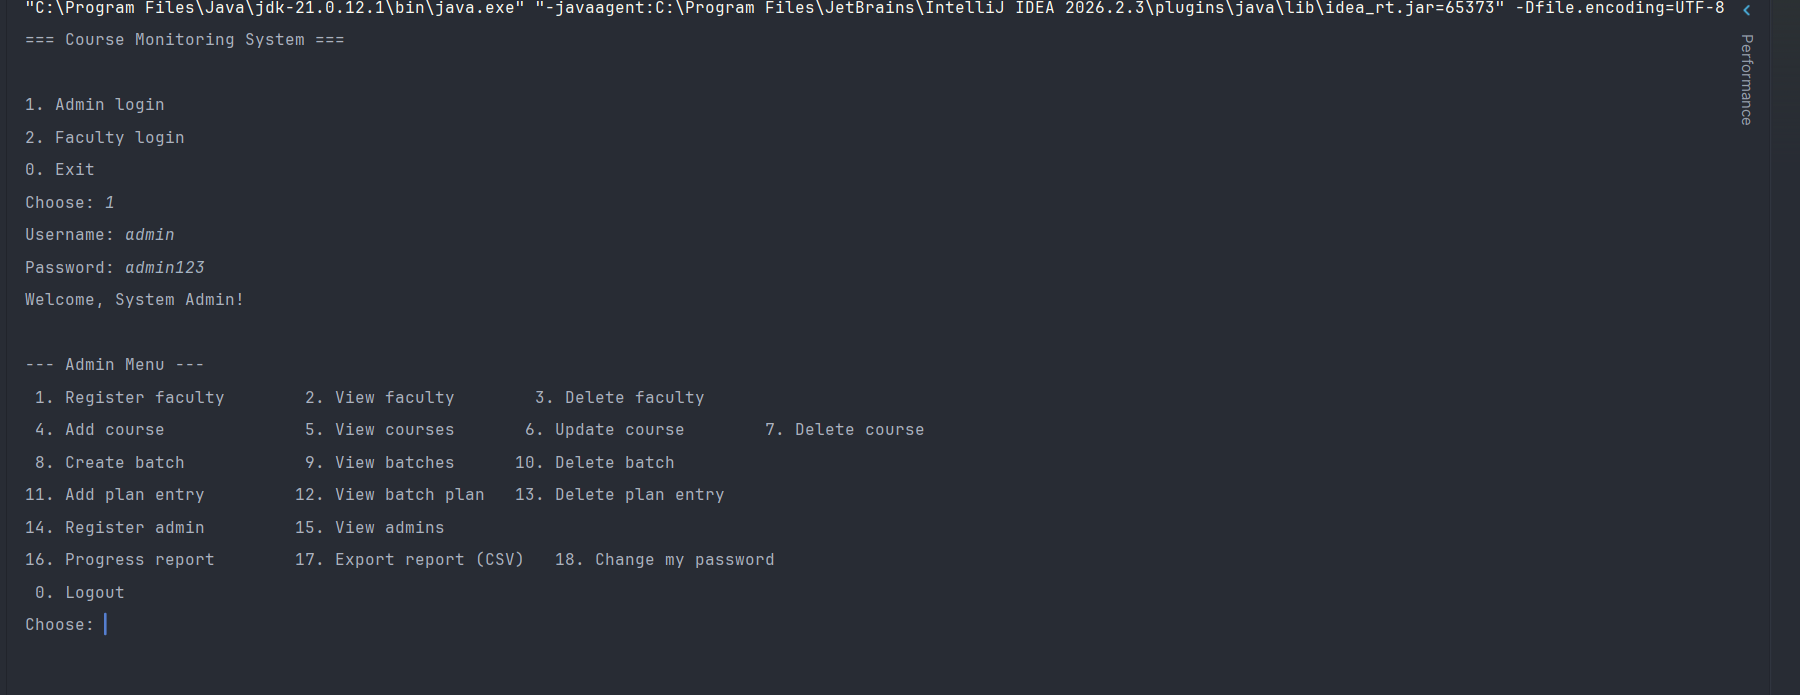 "C:\Program Files\Java\jdk-21.0.12.1\bin\java.exe" "-javaagent:C:\Program Files\JetBrains\IntelliJ IDEA 2026.2.3\plugins\java\lib\idea_rt.jar=65373" -Dfile.encoding=UTF-8
=== Course Monitoring System ===
1. Admin login
2. Faculty login
0. Exit
Choose: 1
Username: admin
Password: admin123
Welcome, System Admin!
--- Admin Menu ---
1. Register faculty        2. View faculty        3. Delete faculty
4. Add course              5. View courses       6. Update course        7. Delete course
8. Create batch            9. View batches      10. Delete batch
11. Add plan entry         12. View batch plan   13. Delete plan entry
14. Register admin         15. View admins
16. Progress report        17. Export report (CSV)   18. Change my password
0. Logout
Choose:
Performance